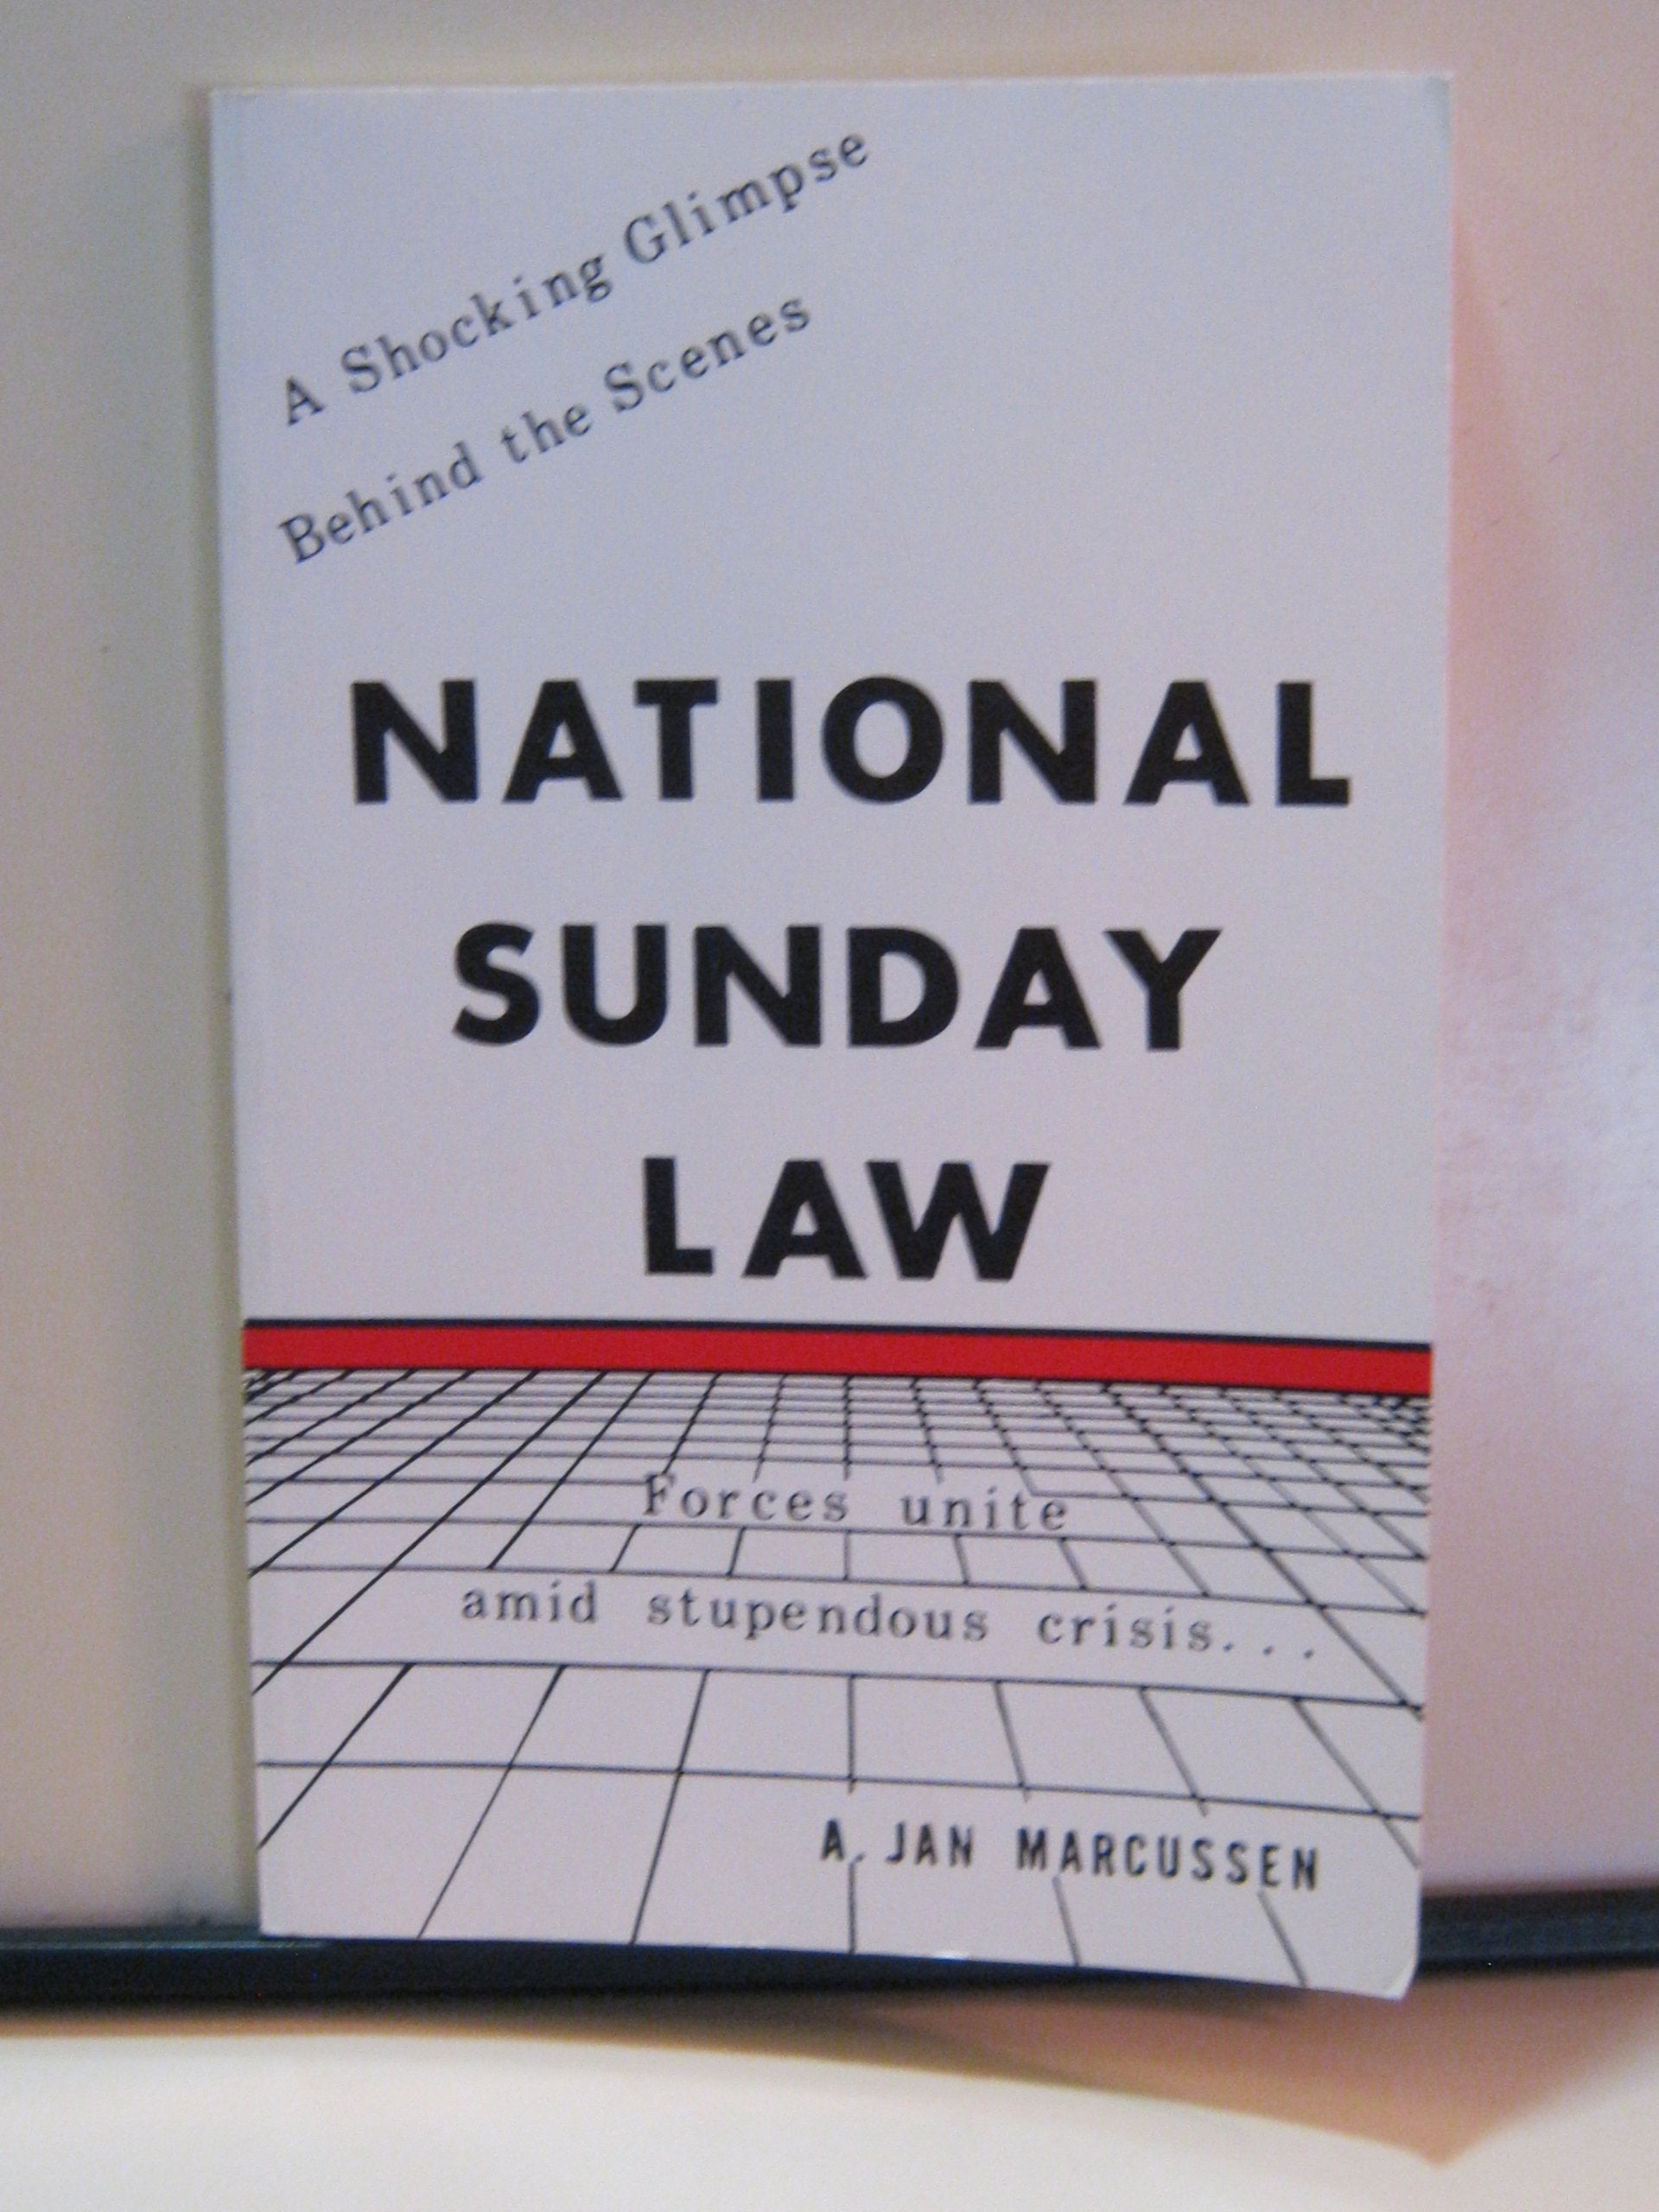 A Shocking Glimpse
Behind the Scenes
NATIONAL
SUNDAY
LAW
Forces unite
amid stupendous crisis...
A. JAN MARCUSSEN